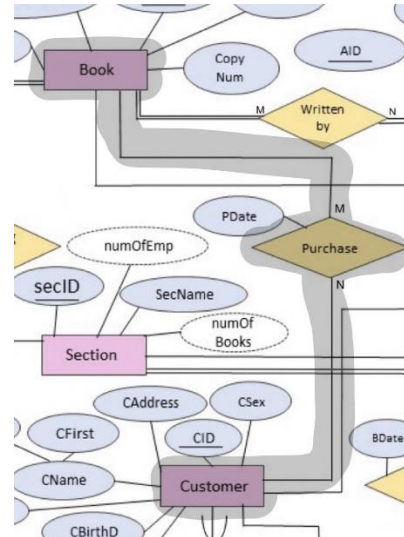 Book
Copy
Num
AID
M
Written
by
N
PDate
M
Purchase
numOfEmp
secID
SecName
N
numOf
Books
Section
CAddress
CSex
CFirst
CID
BDate
CName
Customer
CBirthD